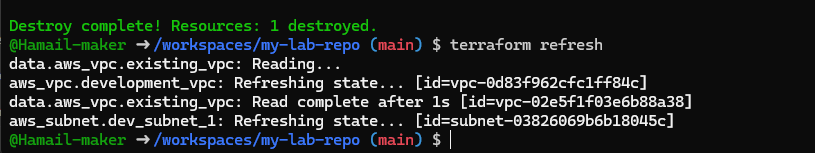 Destroy complete! Resources: 1 destroyed.
@Hamail-maker ➜ /workspaces/my-lab-repo (main) $ terraform refresh
data.aws_vpc.existing_vpc: Reading...
aws_vpc.development_vpc: Refreshing state... [id=vpc-0d83f962cfc1ff84c]
data.aws_vpc.existing_vpc: Read complete after 1s [id=vpc-02e5f1f03e6b88a38]
aws_subnet.dev_subnet_1: Refreshing state... [id=subnet-03826069b6b18045c]
@Hamail-maker ➜ /workspaces/my-lab-repo (main) $